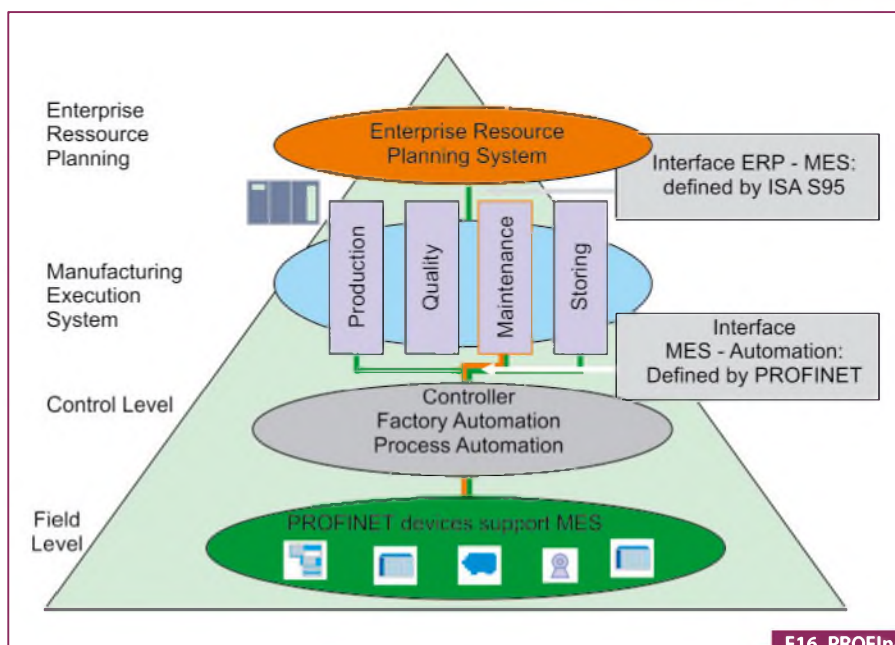 Enterprise
Ressource
Planning
Enterprise Resource
Planning System
Interface ERP - MES:
defined by ISA S95
Manufacturing
Execution
System
Production
Quality
Maintenance
Storing
Interface
MES - Automation:
Defined by PROFINET
Control Level
Controller
Factory Automation
Process Automation
Field
Level
PROFINET devices support MES